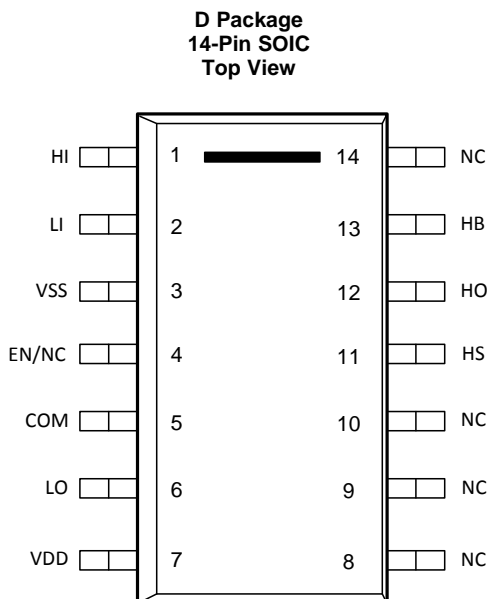 D Package
14-Pin SOIC
Top View
HI 1 14 NC
LI 2 13 HB
VSS 3 12 HO
EN/NC 4 11 HS
COM 5 10 NC
LO 6 9 NC
VDD 7 8 NC